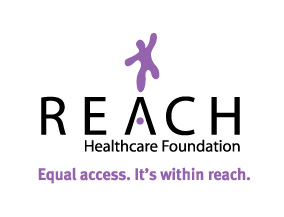 REACH
Healthcare Foundation
Equal access. It's within reach.